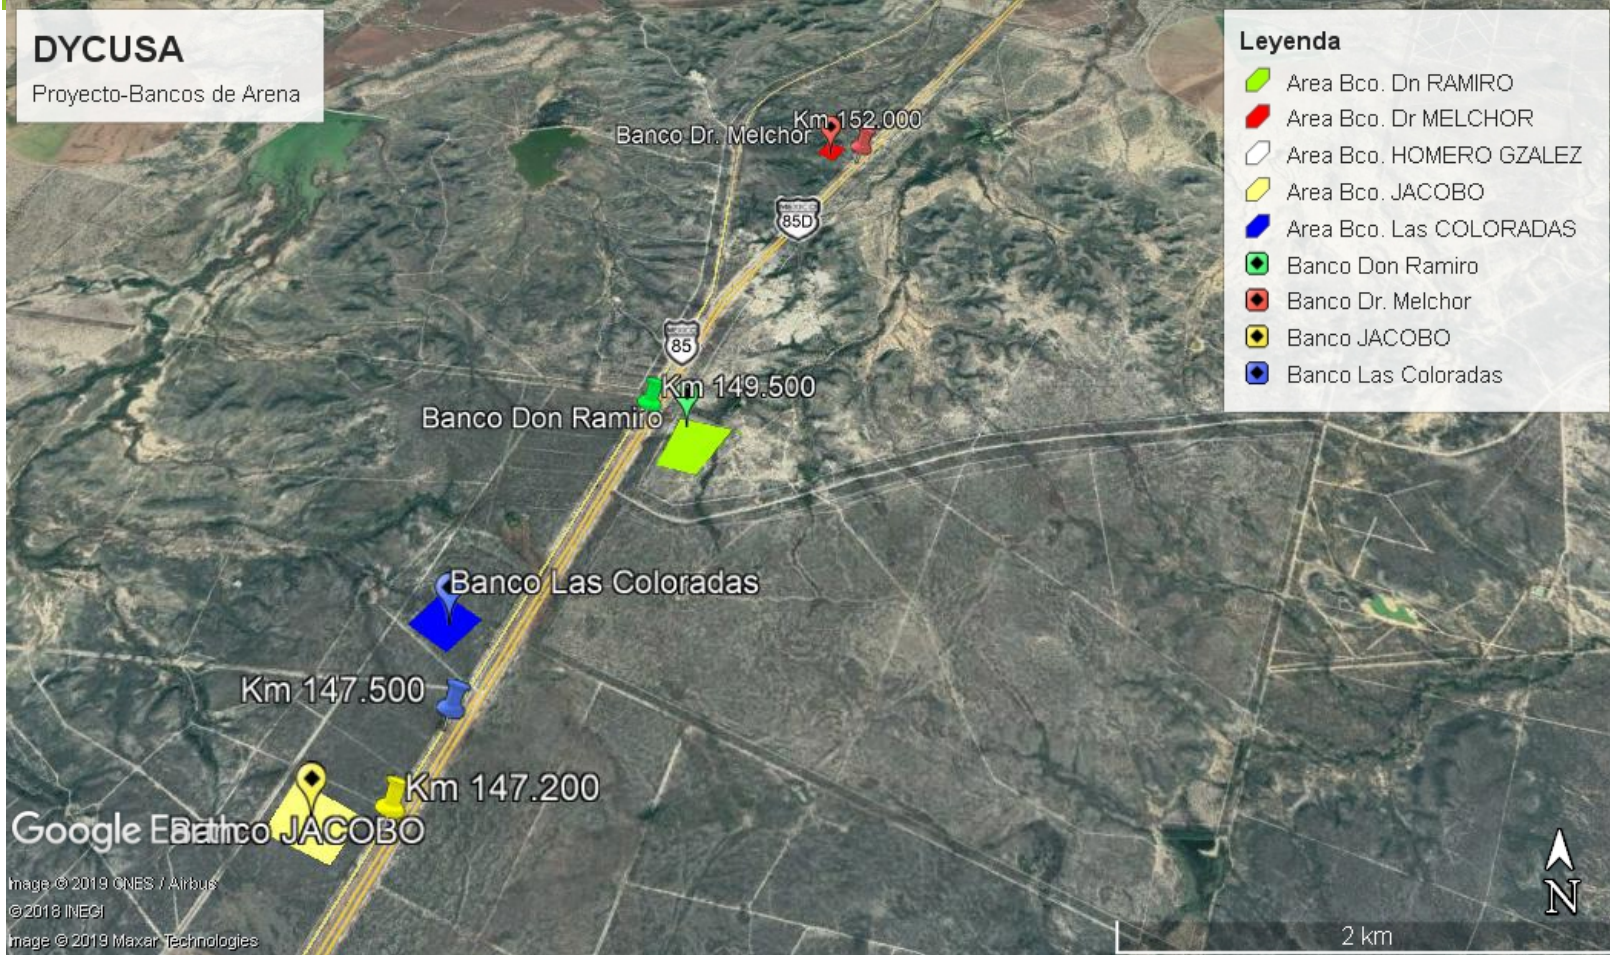 DYCUSA
Proyecto-Bancos de Arena
Leyenda
Area Bco. Dn RAMIRO
Area Bco. Dr MELCHOR
Area Bco. HOMERO GZALEZ
Area Bco. JACOBO
Area Bco. Las COLORADAS
Banco Don Ramiro
Banco Dr. Melchor
Banco JACOBO
Banco Las Coloradas
Km 152.000
Banco Dr. Melchor
MEXICO
85D
MEXICO
85
Km 149.500
Banco Don Ramiro
Banco Las Coloradas
Km 147.500
Km 147.200
Banco JACOBO
Google Earth
Image © 2019 CNES / Airbus
© 2018 INEGI
Image © 2019 Maxar Technologies
N
2 km